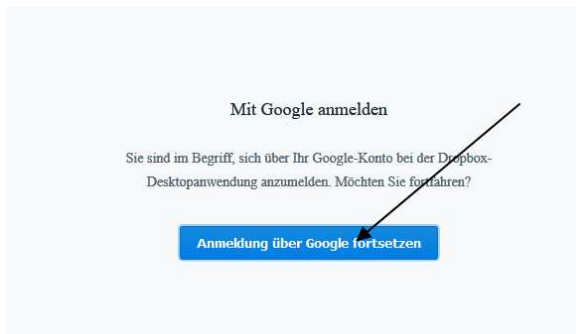 Mit Google anmelden
Sie sind im Begriff, sich über Ihr Google-Konto bei der Dropbox-
Desktopanwendung anzumelden. Möchten Sie fortfahren?
Anmeldung über Google fortsetzen